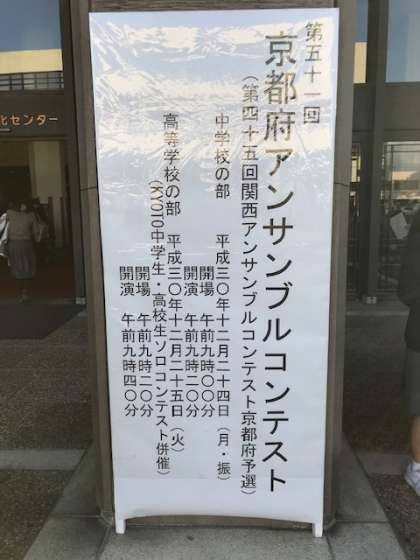 第五十一回
京都府アンサンブルコンテスト
（第四十五回関西アンサンブルコンテスト京都府予選）
中学校の部　平成三〇年十二月二十四日（月・振）
開場　午前九時〇〇分
開演　午前九時二〇分
高等学校の部　平成三〇年十二月二十五日（火）
（KYOTO中学生・高校生ソロコンテスト併催）
開場　午前九時二〇分
開演　午前九時四〇分
化センター